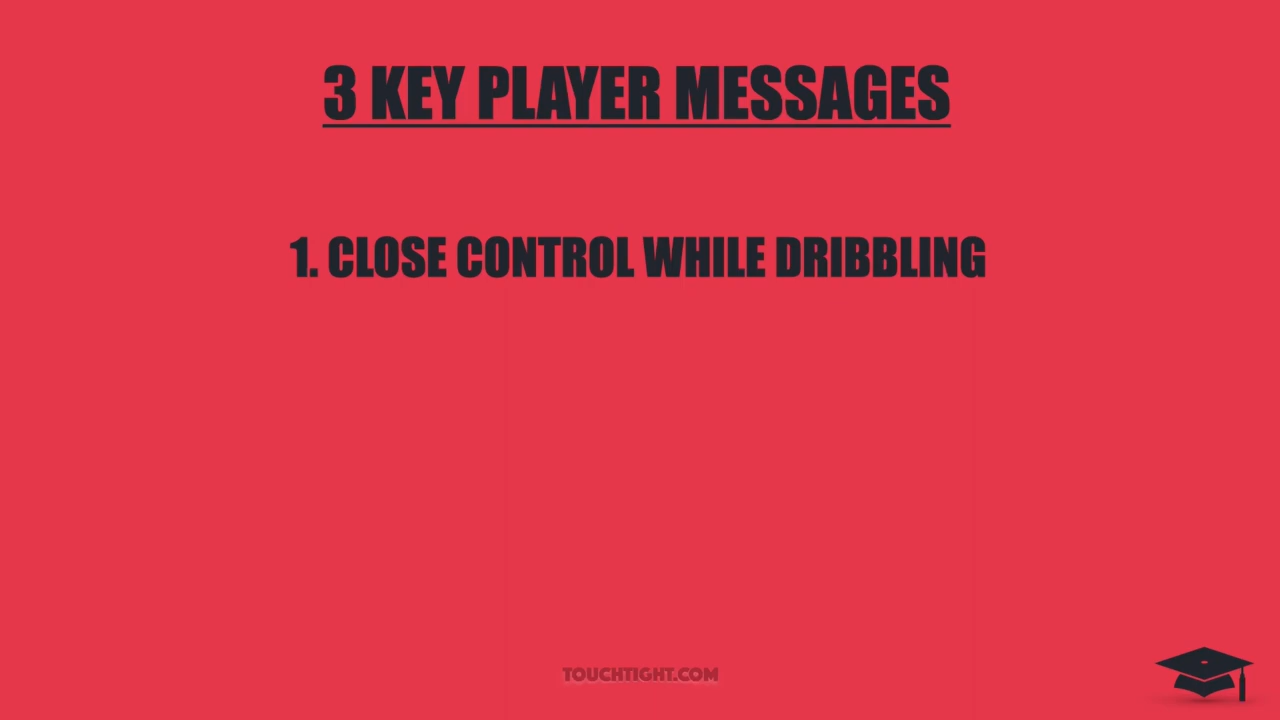 3 KEY PLAYER MESSAGES
1. CLOSE CONTROL WHILE DRIBBLING
TOUCHTIGHT.COM